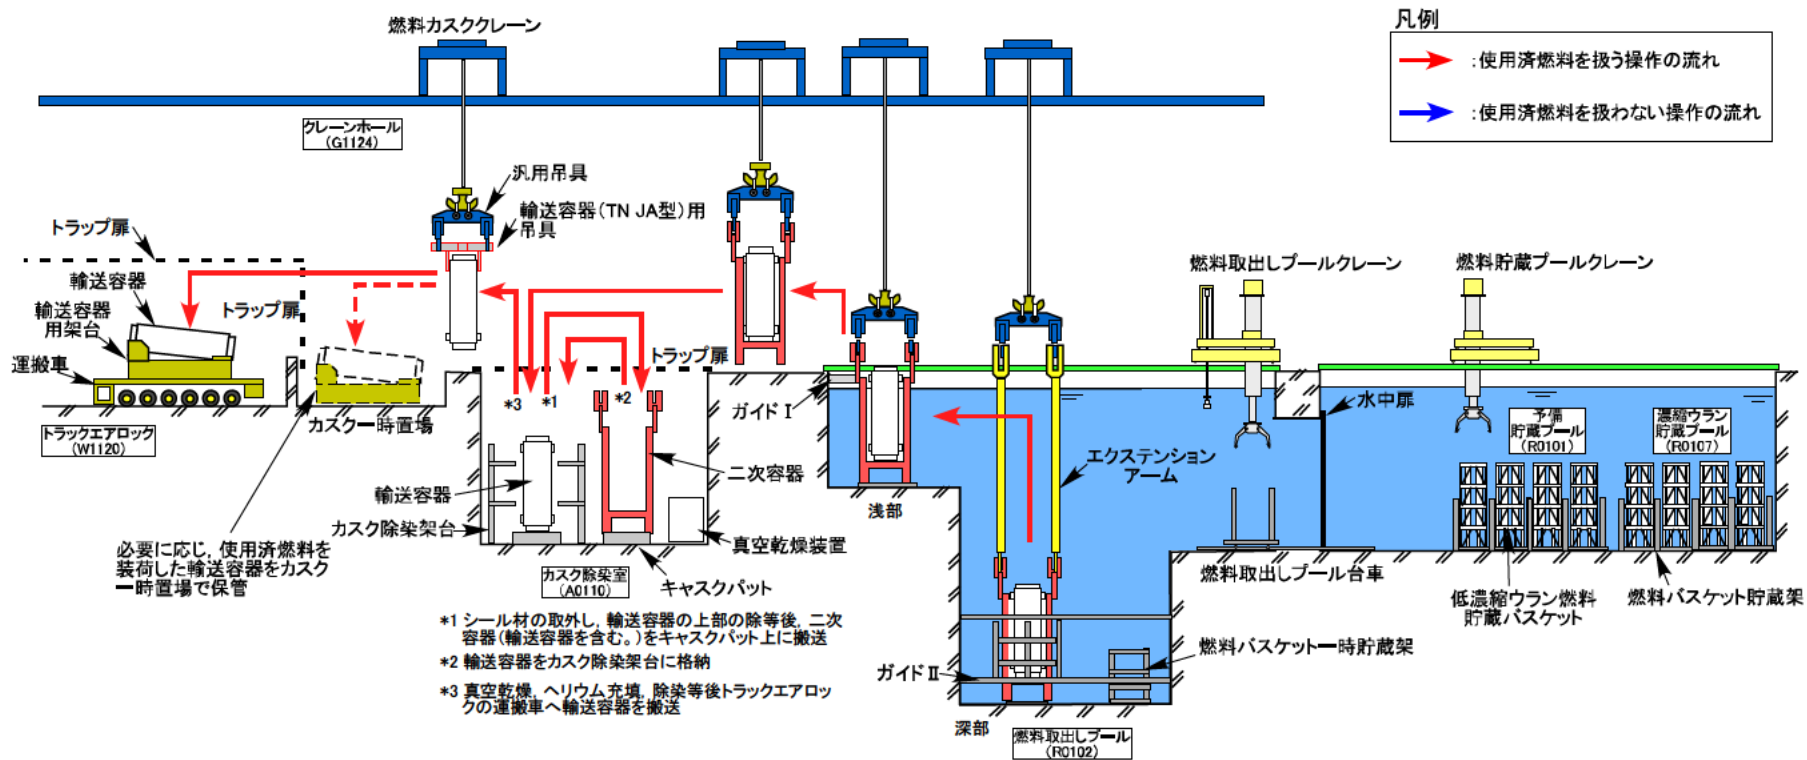 燃料カスククレーン
凡例
:使用済燃料を扱う操作の流れ
:使用済燃料を扱わない操作の流れ
クレーンホール
(G1124)
汎用吊具
輸送容器(TN JA型)用
吊具
トラップ扉
輸送容器
輸送容器
用架台
運搬車
トラップ扉
トラップ扉
燃料取出しプールクレーン
燃料貯蔵プールクレーン
トラックエアロック
(W1120)
カスク一時置場
*3
*1
*2
ガイドⅠ
水中扉
予備
貯蔵プール
(R0101)
濃縮ウラン
貯蔵プール
(R0107)
エクステンション
アーム
二次容器
輸送容器
カスク除染架台
浅部
真空乾燥装置
必要に応じ, 使用済燃料を
装荷した輸送容器をカスク
一時置場で保管
カスク除染室
(A0110)
キャスクパット
燃料取出しプール台車
低濃縮ウラン燃料
貯蔵バスケット
燃料バスケット貯蔵架
*1 シール材の取外し, 輸送容器の上部の除等後, 二次
容器(輸送容器を含む。)をキャスクパット上に搬送
*2 輸送容器をカスク除染架台に格納
*3 真空乾燥, ヘリウム充填, 除染等後トラックエアロッ
クの運搬車へ輸送容器を搬送
燃料バスケット一時貯蔵架
ガイドⅡ
深部
燃料取出しプール
(R0102)